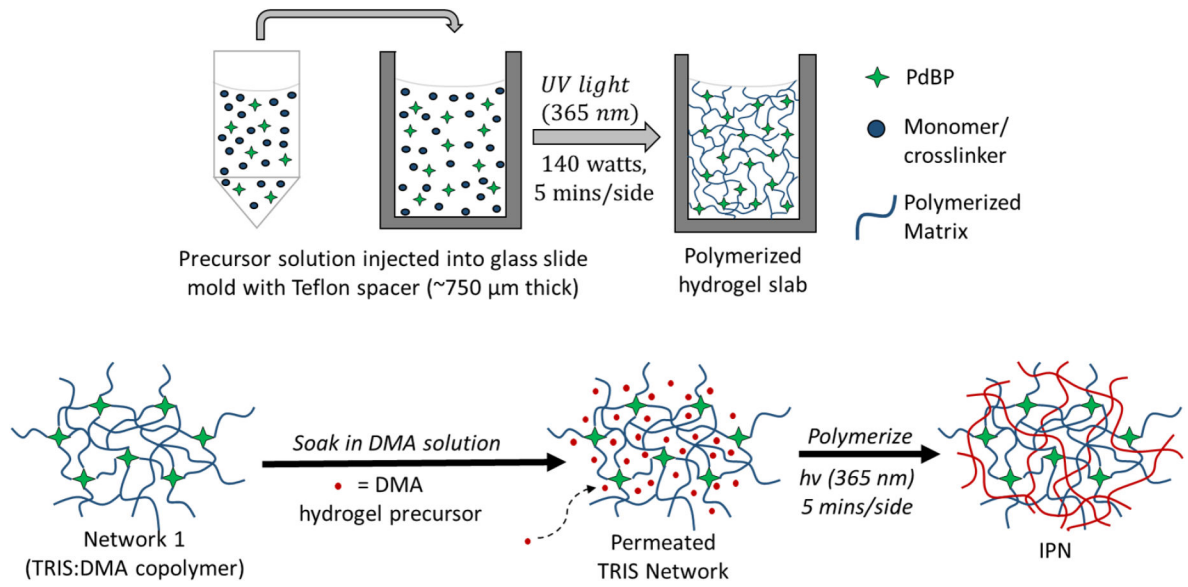 UV light
(365 nm)
140 watts,
5 mins/side
PdBP
Monomer/
crosslinker
Polymerized
Matrix
Precursor solution injected into glass slide
mold with Teflon spacer (~750 µm thick)
Polymerized
hydrogel slab
Soak in DMA solution
= DMA
hydrogel precursor
Polymerize
hv (365 nm)
5 mins/side
Network 1
(TRIS:DMA copolymer)
Permeated
TRIS Network
IPN